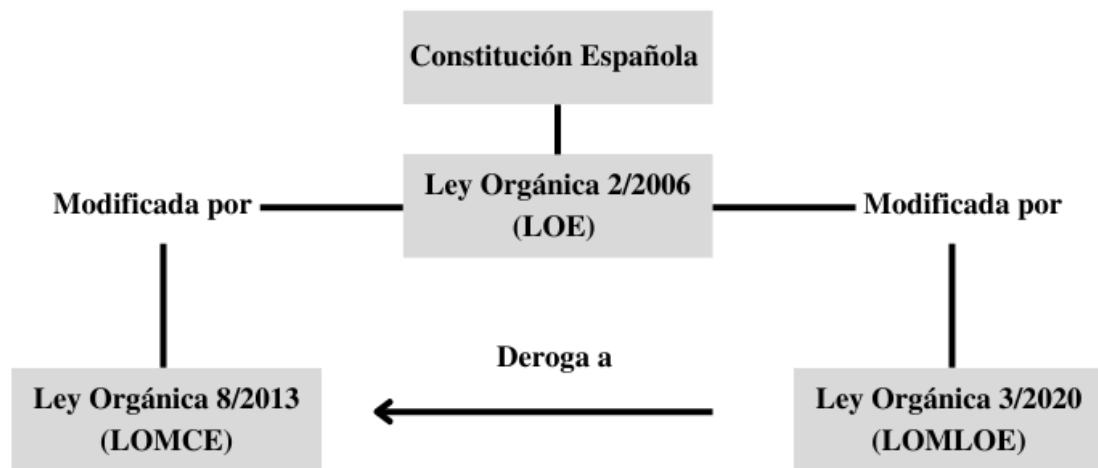 Constitución Española
Ley Orgánica 2/2006
(LOE)
Modificada por
Modificada por
Deroga a
Ley Orgánica 8/2013
(LOMCE)
Ley Orgánica 3/2020
(LOMLOE)